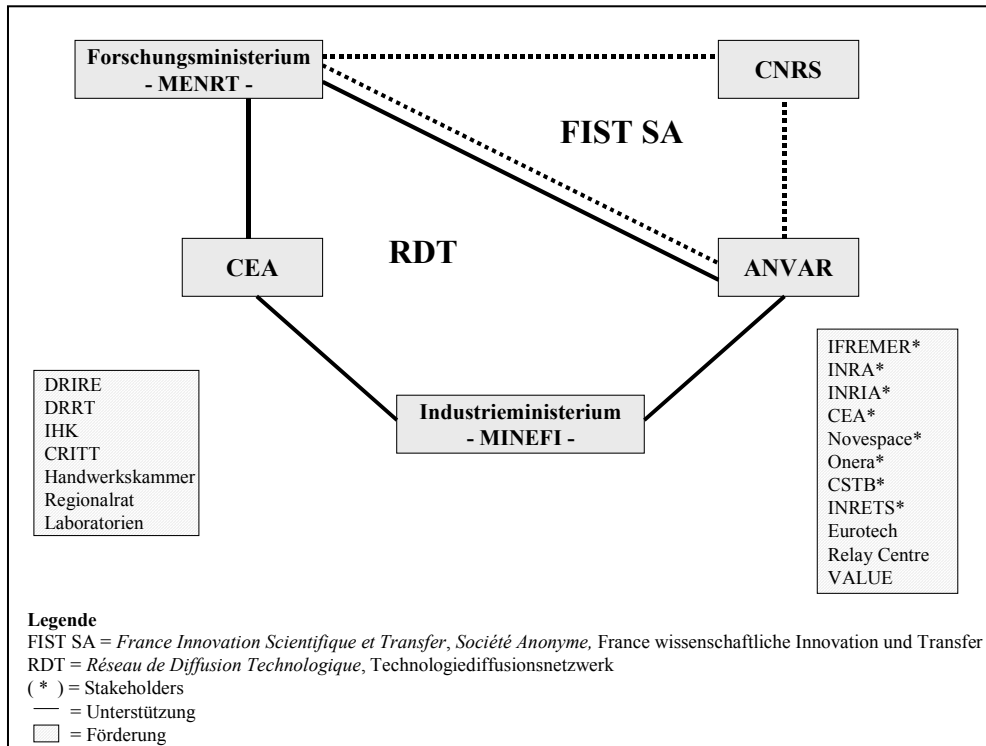 Forschungsministerium
- MENRT -
CNRS
FIST SA
RDT
CEA
ANVAR
Industrieministerium
- MINEFI -
DRIRE
DRRT
IHK
CRITT
Handwerkskammer
Regionalrat
Laboratorien
IFREMER*
INRA*
INRIA*
CEA*
Novespace*
Onera*
CSTB*
INRETS*
Eurotech
Relay Centre
VALUE
Legende
FIST SA = France Innovation Scientifique et Transfer, Société Anonyme, France wissenschaftliche Innovation und Transfer
RDT = Réseau de Diffusion Technologique, Technologiediffusionsnetzwerk
( * ) = Stakeholders
= Unterstützung
= Förderung